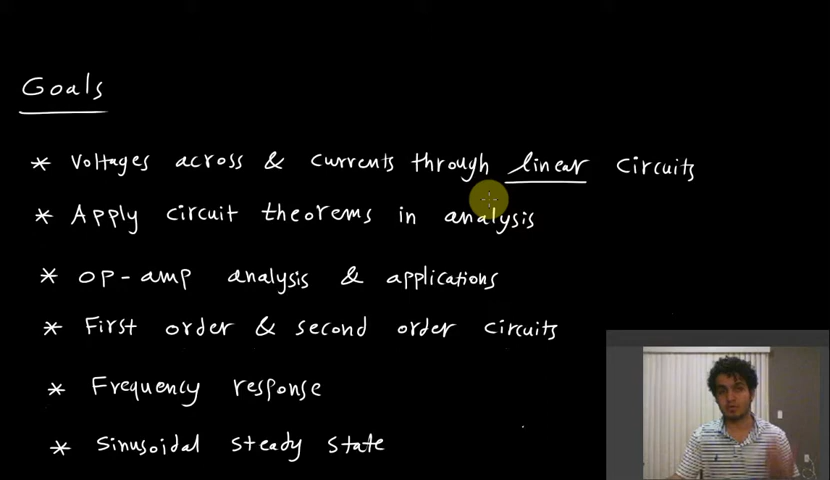 Goals
* Voltages across & currents through linear circuits
* Apply circuit theorems in analysis
* op-amp analysis & applications
* First order & second order circuits
* Frequency response
* Sinusoidal steady state